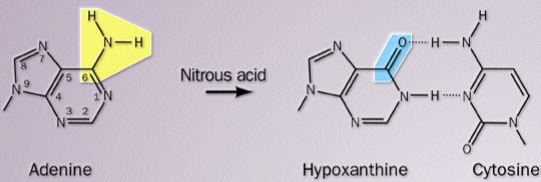 H
N
H
N
7
8
5
6
9
N
4
1
N
3
2
N
Adenine
Nitrous acid
O
H
N
H
N
N
N
H
N
N
O
N
Hypoxanthine
Cytosine